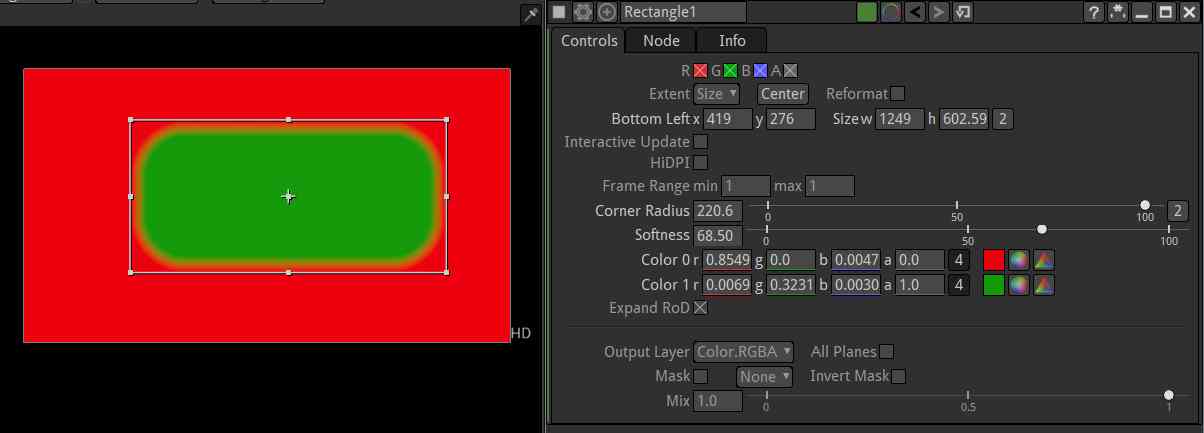 Rectangle1
?
Controls Node Info
R G B A
Extent Size Center Reformat
Bottom Left x 419 y 276 Size w 1249 h 602.59 2
Interactive Update
HiDPI
Frame Range min 1 max 1
Corner Radius 220.6 0 50 100 2
Softness 68.50 0 50 100
Color 0 r 0.8549 g 0.0 b 0.0047 a 0.0 4
Color 1 r 0.0069 g 0.3231 b 0.0030 a 1.0 4
Expand RoD
HD
Output Layer Color.RGBA All Planes
Mask None Invert Mask
Mix 1.0 0 0.5 1